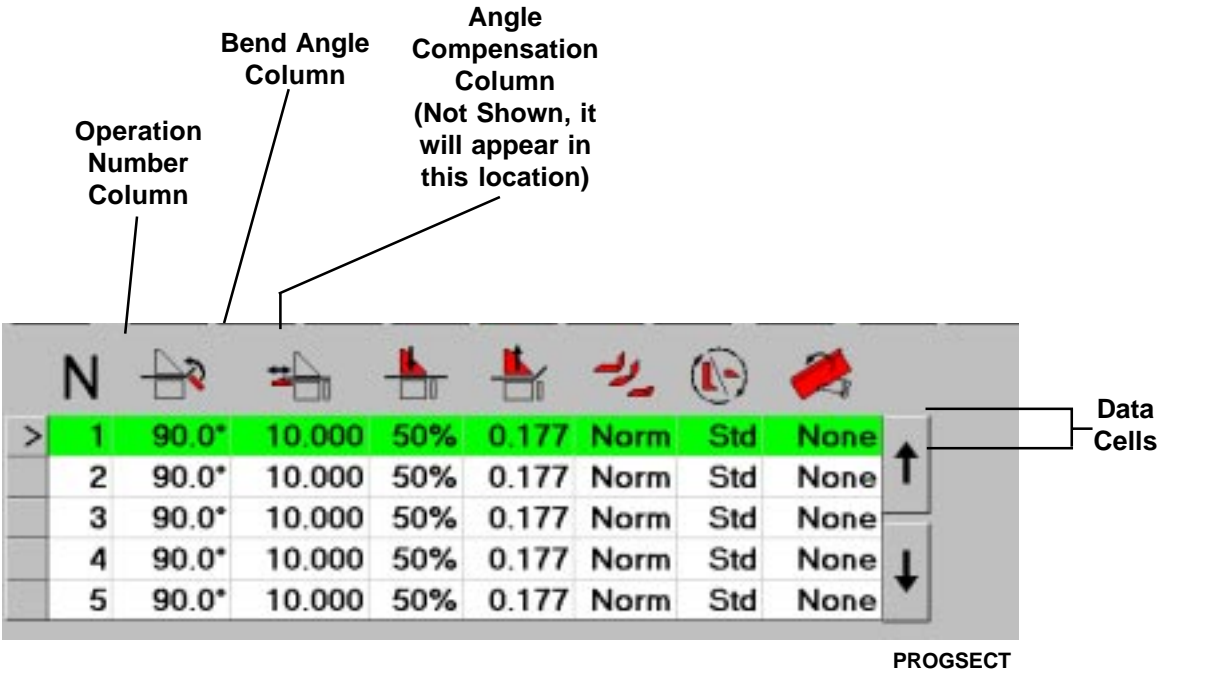 Operation
Number
Column
Bend Angle
Column
Angle
Compensation
Column
(Not Shown, it
will appear in
this location)
N
> 1 90.0° 10.000 50% 0.177 Norm Std None
2 90.0° 10.000 50% 0.177 Norm Std None
3 90.0° 10.000 50% 0.177 Norm Std None
4 90.0° 10.000 50% 0.177 Norm Std None
5 90.0° 10.000 50% 0.177 Norm Std None
Data
Cells
PROGSECT